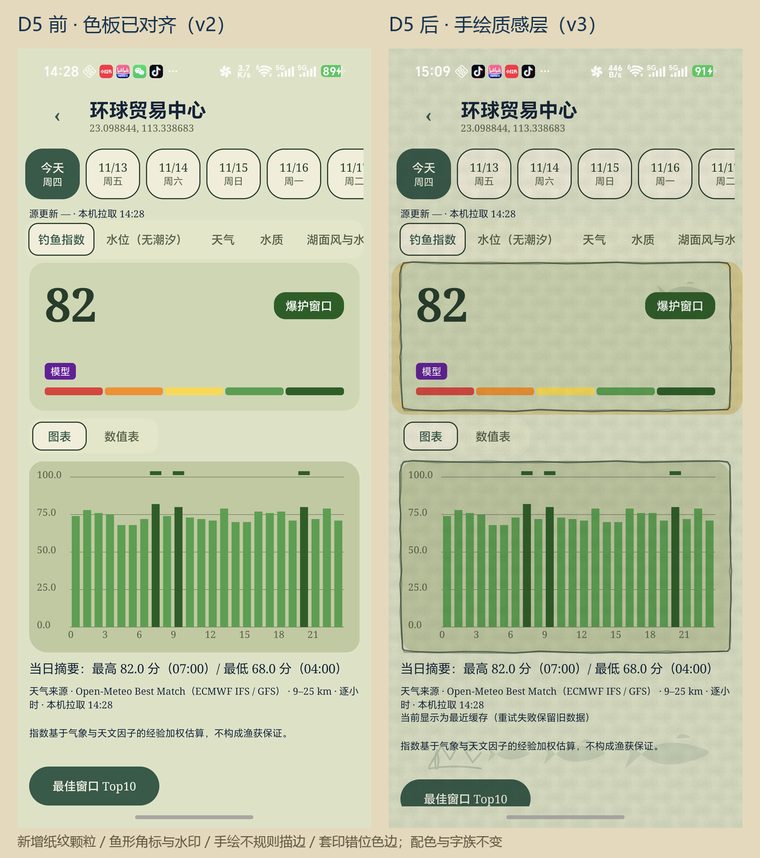 D5 前 · 色板已对齐（v2）
14:28 3.7 K/s 5G 5G 89
‹ 环球贸易中心
23.098844, 113.338683
今天 11/13 11/14 11/15 11/16 11/1
周四 周五 周六 周日 周一 周二
源更新 — · 本机拉取 14:28
钓鱼指数 水位（无潮汐） 天气 水质 湖面风与水
82 爆护窗口
模型
图表 数值表
100.0
75.0
50.0
25.0
0.0
0 3 6 9 12 15 18 21
当日摘要：最高 82.0 分（07:00）/ 最低 68.0 分（04:00）
天气来源 · Open-Meteo Best Match（ECMWF IFS / GFS） · 9–25 km · 逐小
时 · 本机拉取 14:28
指数基于气象与天文因子的经验加权估算，不构成渔获保证。
最佳窗口 Top10
D5 后 · 手绘质感层（v3）
15:09 446 B/s 5G 5G 91
‹ 环球贸易中心
23.098844, 113.338683
今天 11/13 11/14 11/15 11/16 11/1
周四 周五 周六 周日 周一 周二
源更新 — · 本机拉取 14:28
钓鱼指数 水位（无潮汐） 天气 水质 湖面风与水
82 爆护窗口
模型
图表 数值表
100.0
75.0
50.0
25.0
0.0
0 3 6 9 12 15 18 21
当日摘要：最高 82.0 分（07:00）/ 最低 68.0 分（04:00）
天气来源 · Open-Meteo Best Match（ECMWF IFS / GFS） · 9–25 km · 逐小
时 · 本机拉取 14:28
当前显示为最近缓存（重试失败保留旧数据）
指数基于气象与天文因子的经验加权估算，不构成渔获保证。
最佳窗口 Top10
新增纸纹颗粒 / 鱼形角标与水印 / 手绘不规则描边 / 套印错位色边；配色与字族不变